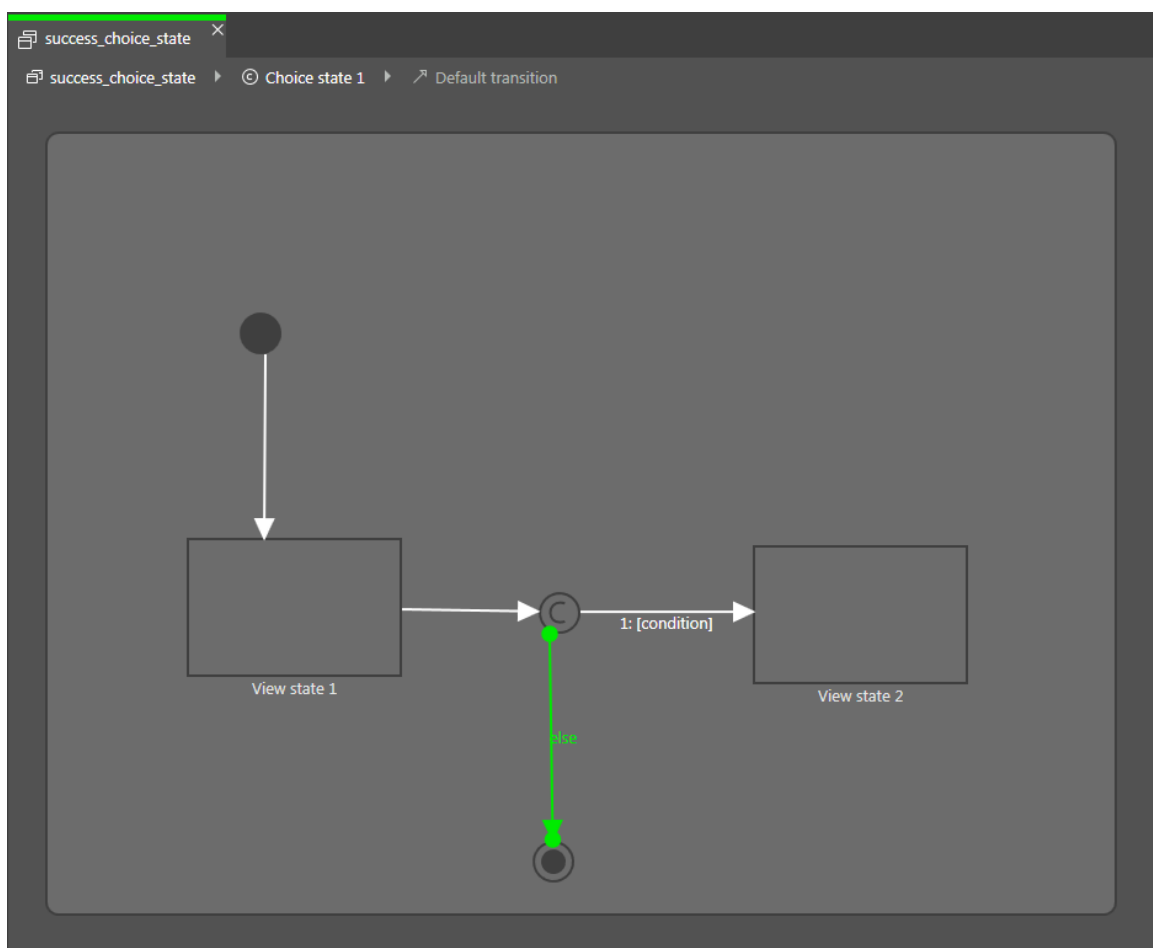 success_choice_state
success_choice_state Choice state 1 Default transition
1: [condition]
View state 1
View state 2
else